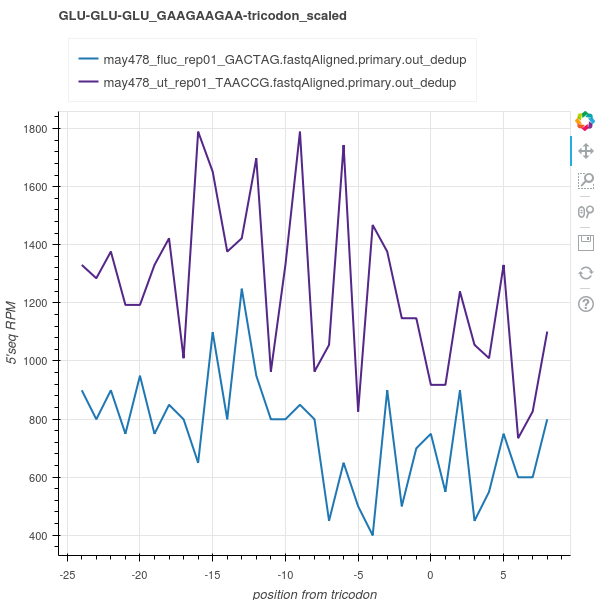 GLU-GLU-GLU_GAAGAAGAA-tricodon_scaled
may478_fluc_rep01_GACTAG.fastqAligned.primary.out_dedup
may478_ut_rep01_TAACCG.fastqAligned.primary.out_dedup
1800
1600
1400
1200
1000
800
600
400
5'seq RPM
-25 -20 -15 -10 -5 0 5
position from tricodon